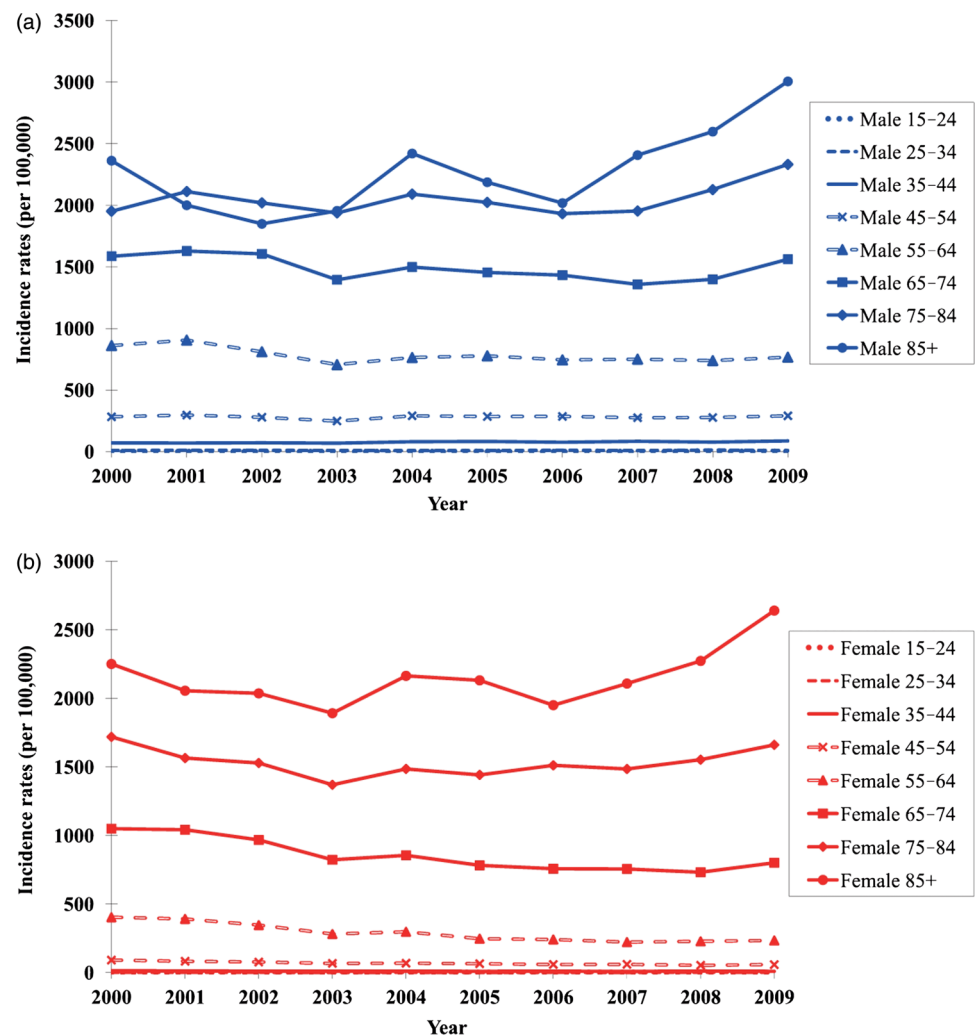 (a)
3500
3000
2500
2000
1500
1000
500
0
Incidence rates (per 100,000)
2000 2001 2002 2003 2004 2005 2006 2007 2008 2009
Year
Male 15-24
Male 25-34
Male 35-44
Male 45-54
Male 55-64
Male 65-74
Male 75-84
Male 85+
(b)
3000
2500
2000
1500
1000
500
0
Incidence rates (per 100,000)
2000 2001 2002 2003 2004 2005 2006 2007 2008 2009
Year
Female 15-24
Female 25-34
Female 35-44
Female 45-54
Female 55-64
Female 65-74
Female 75-84
Female 85+